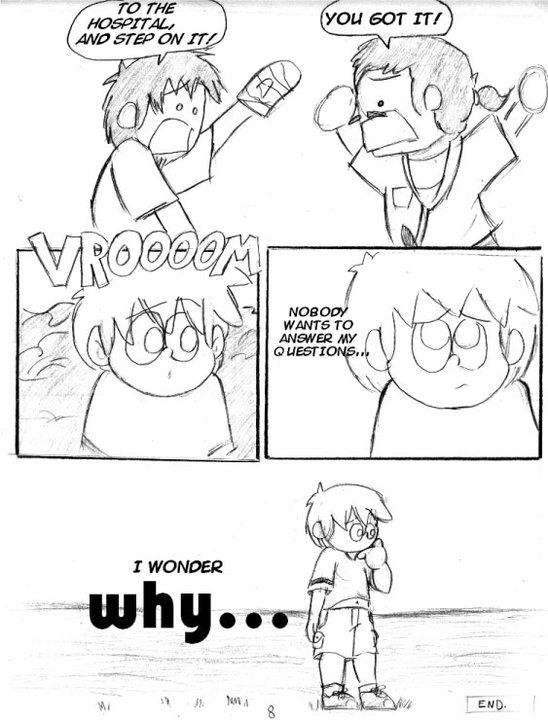 TO THE
HOSPITAL,
AND STEP ON IT!
YOU GOT IT!
VROOOOOM
NOBODY
WANTS TO
ANSWER MY
QUESTIONS...
I WONDER
why...
8
END.